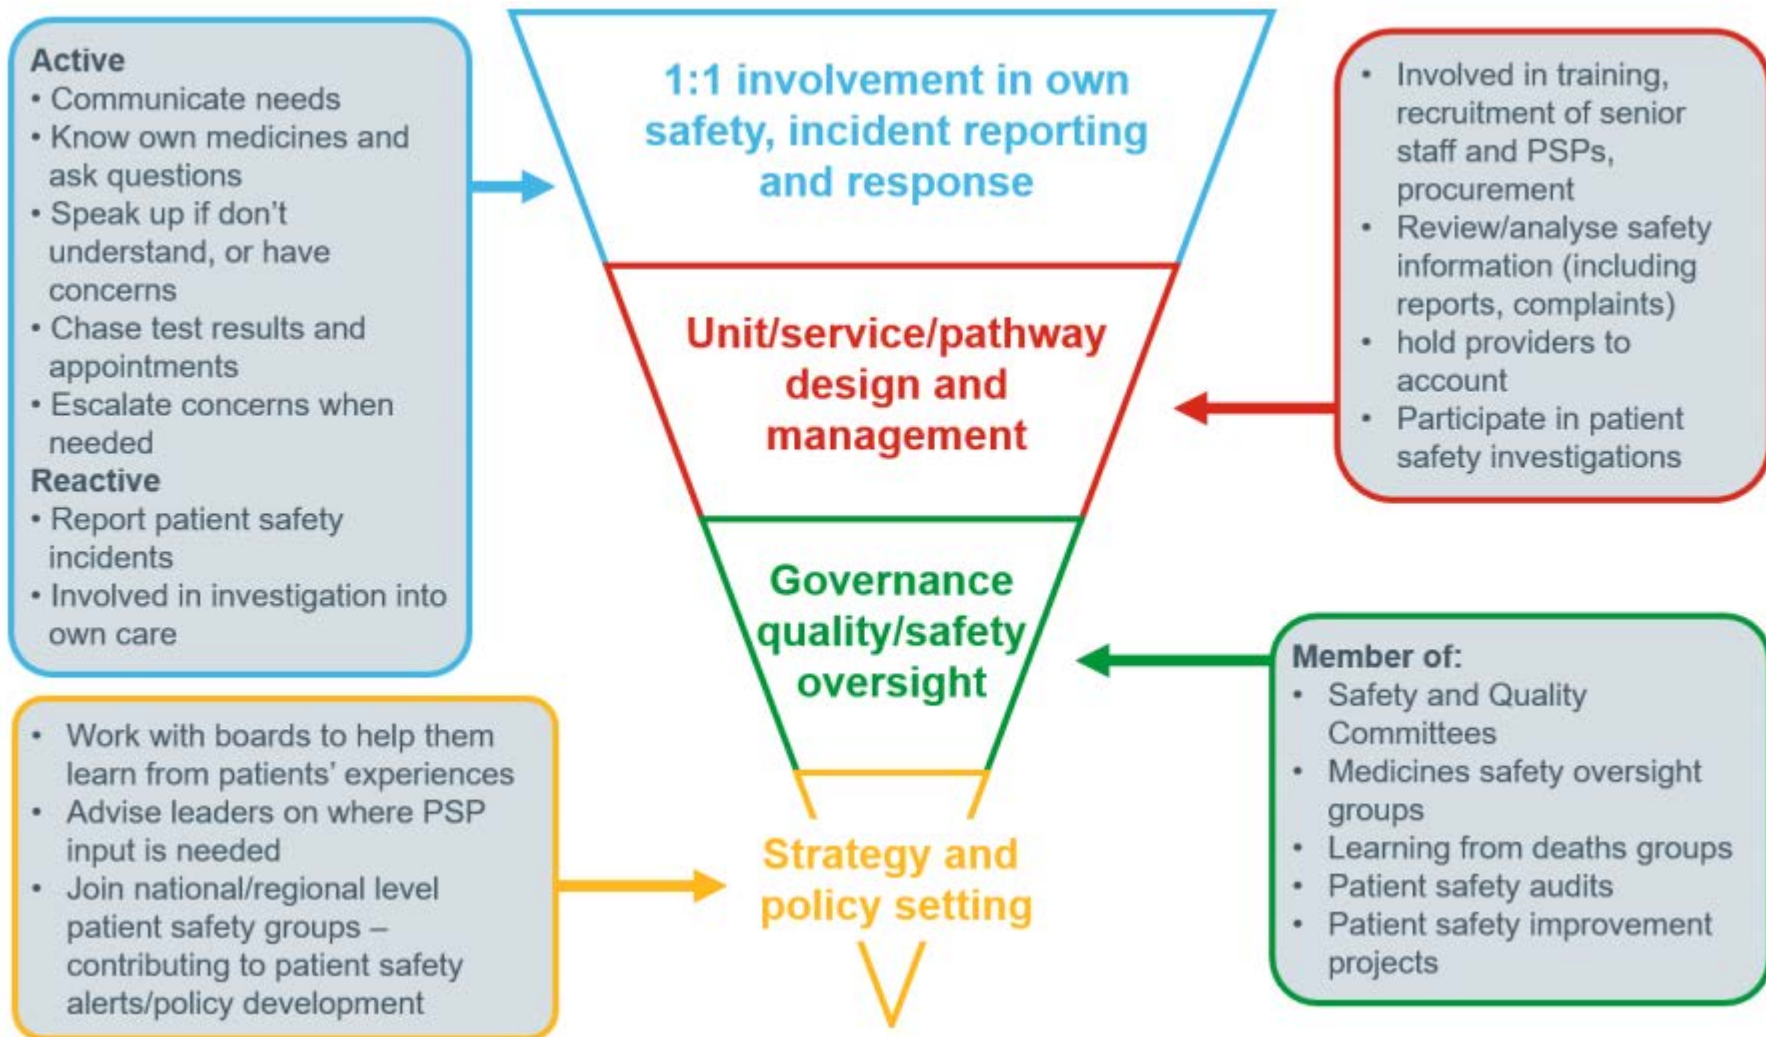 Active
• Communicate needs
• Know own medicines and
ask questions
• Speak up if don't
understand, or have
concerns
• Chase test results and
appointments
• Escalate concerns when
needed
Reactive
• Report patient safety
incidents
• Involved in investigation into
own care
1:1 involvement in own
safety, incident reporting
and response
• Involved in training,
recruitment of senior
staff and PSPs,
procurement
• Review/analyse safety
information (including
reports, complaints)
• hold providers to
account
• Participate in patient
safety investigations
Unit/service/pathway
design and
management
Governance
quality/safety
oversight
Member of:
• Safety and Quality
Committees
• Medicines safety oversight
groups
• Learning from deaths groups
• Patient safety audits
• Patient safety improvement
projects
• Work with boards to help them
learn from patients' experiences
• Advise leaders on where PSP
input is needed
• Join national/regional level
patient safety groups –
contributing to patient safety
alerts/policy development
Strategy and
policy setting